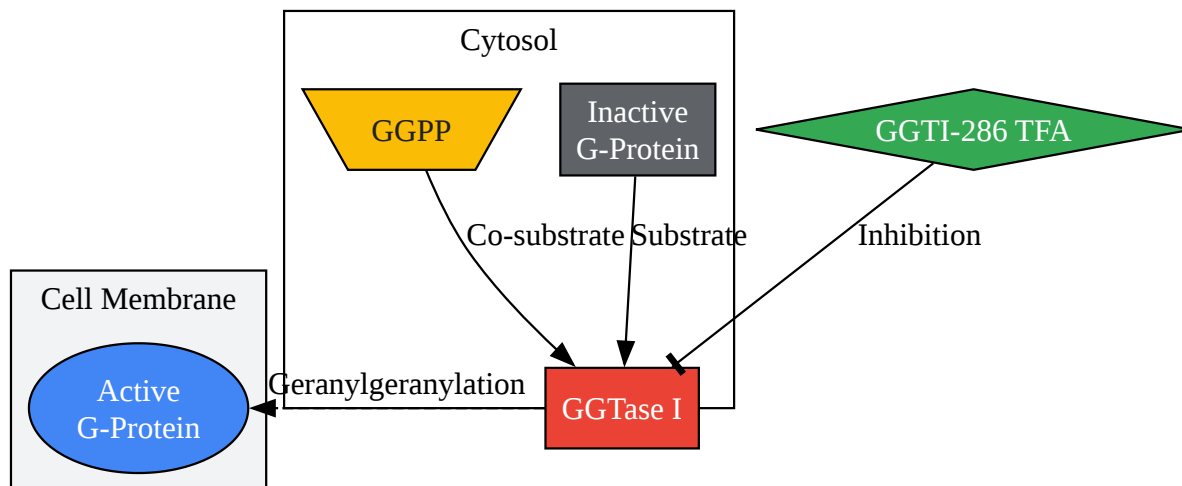 Cytosol
GGPP
Inactive
G-Protein
GGTI-286 TFA
Co-substrate
Substrate
Inhibition
Cell Membrane
Geranylgeranylation
Active
G-Protein
GGTase I